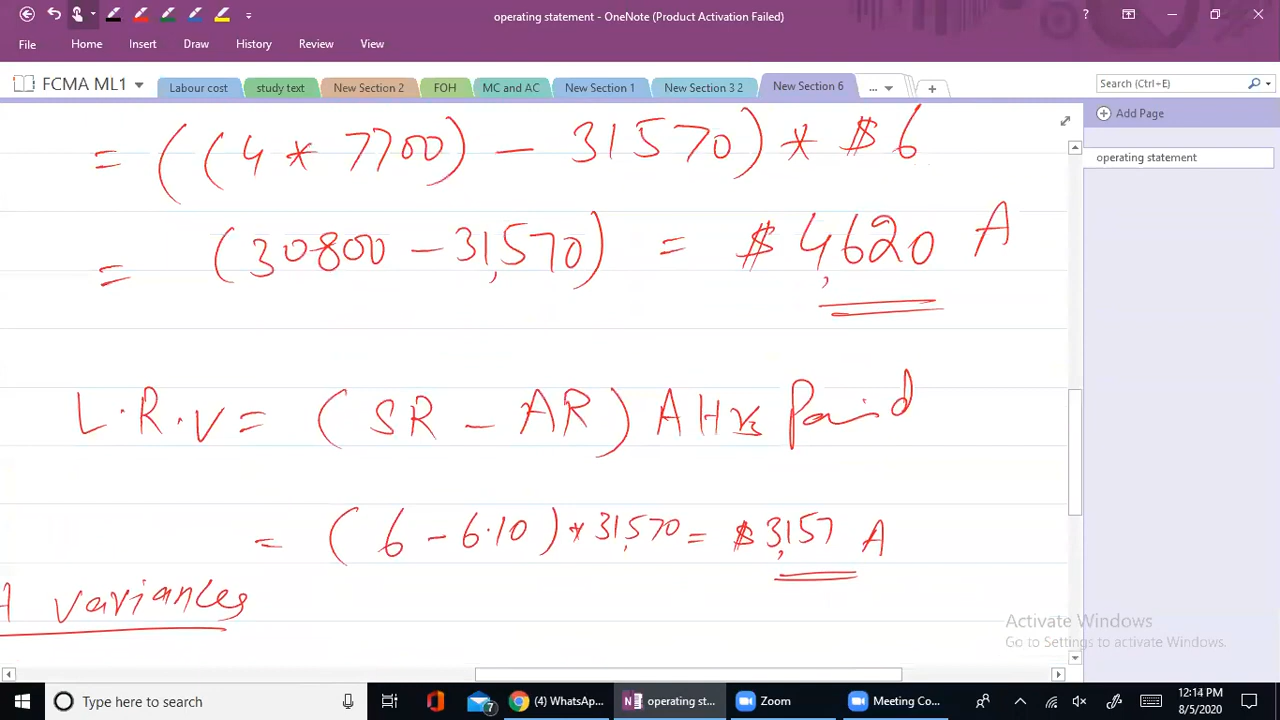 operating statement - OneNote (Product Activation Failed)
File Home Insert Draw History Review View
FCMA ML1 Labour cost study text New Section 2 FOH MC and AC New Section 1 New Section 3 2 New Section 6 ... Search (Ctrl+E)
Add Page
operating statement
= ((4 * 7700) - 31570) * $ 6
= (30800 - 31,570) = $ 4,620 A
L.R.V = (SR - AR) A Hrs Paid
= (6 - 6.10) * 31,570 = $ 3,157 A
A variances
Activate Windows
Go to Settings to activate Windows.
Type here to search 7 (4) WhatsAp... operating sta... Zoom Meeting Co...
12:14 PM
8/5/2020